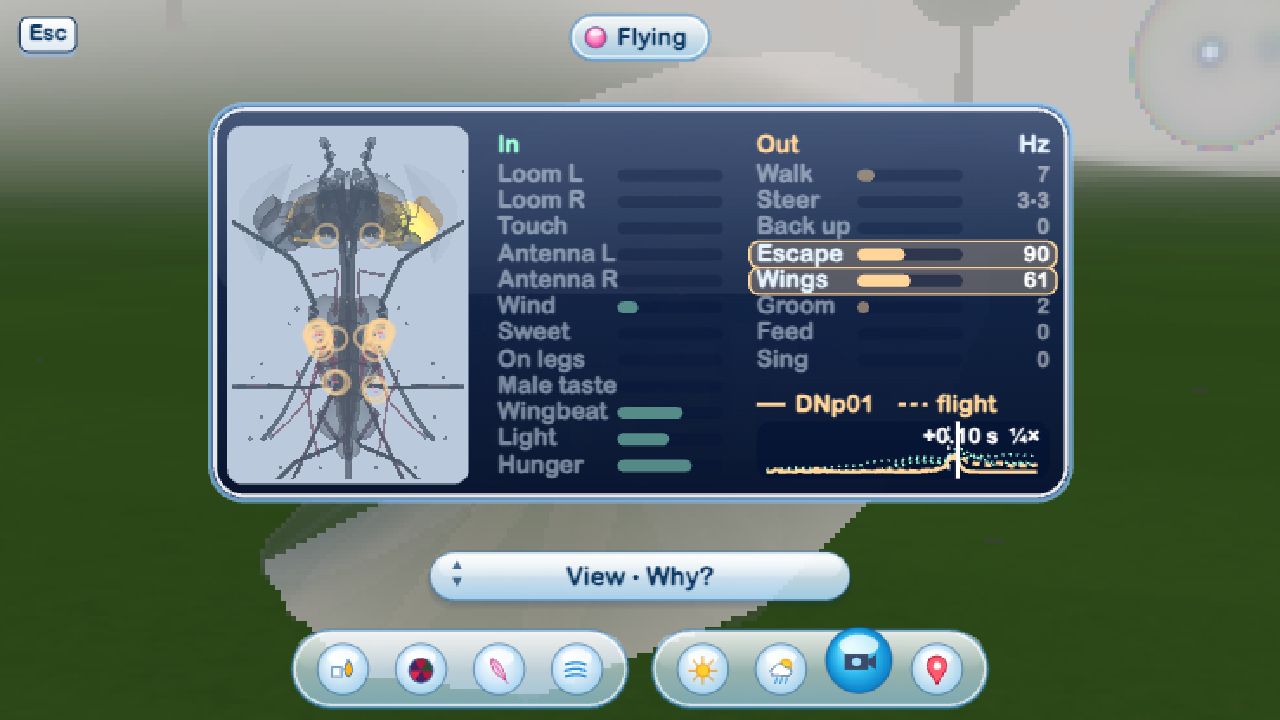 Esc
Flying
In
Loom L
Loom R
Touch
Antenna L
Antenna R
Wind
Sweet
On legs
Male taste
Wingbeat
Light
Hunger
Out Hz
Walk 7
Steer 3·3
Back up 0
Escape 90
Wings 61
Groom 2
Feed 0
Sing 0
DNp01 flight
+0.10 s ¼×
View · Why?